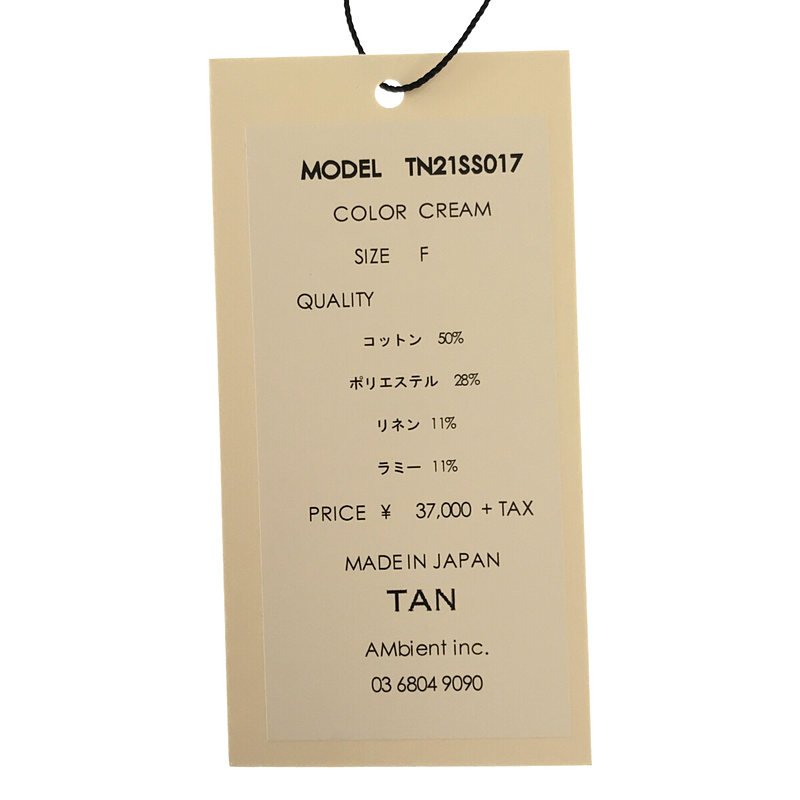 MODEL TN21SS017
COLOR CREAM
SIZE F
QUALITY
コットン 50%
ポリエステル 28%
リネン 11%
ラミー 11%
PRICE ¥ 37,000 + TAX
MADE IN JAPAN
TAN
AMbient inc.
03 6804 9090